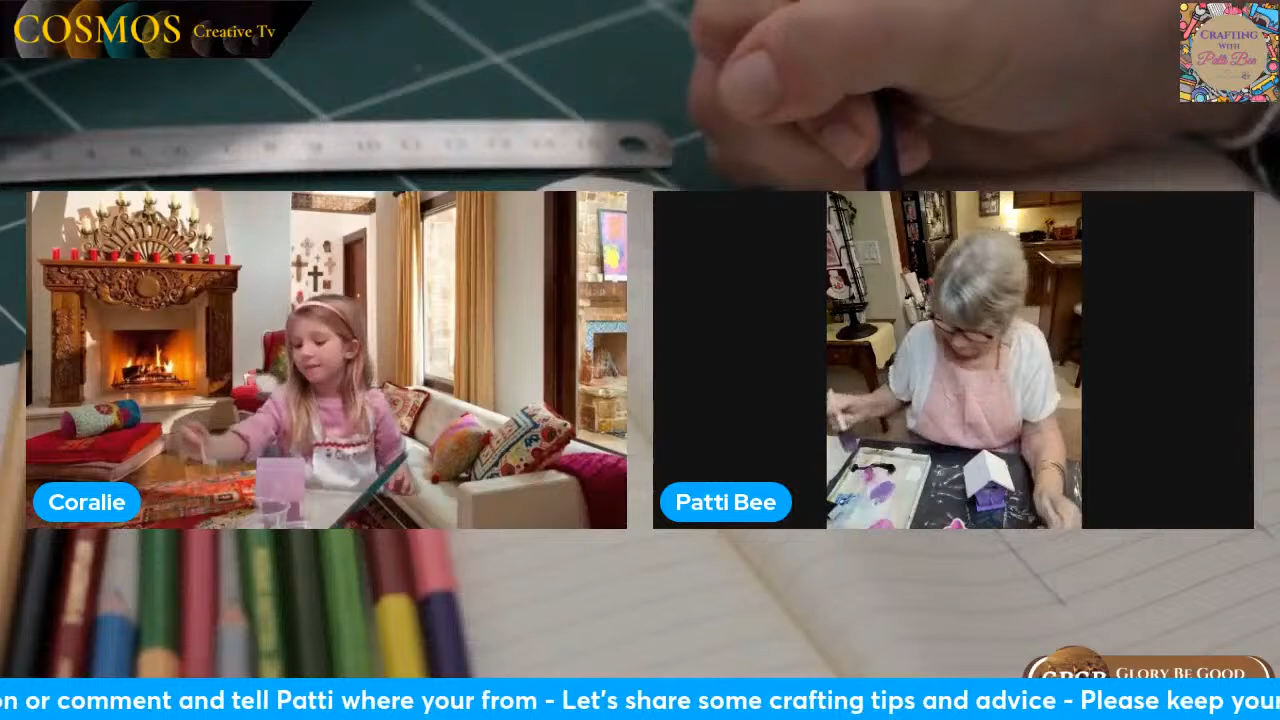 COSMOS Creative Tv
CRAFTING
WITH
Patti Bee
Coralie
Patti Bee
GLORY BE GOOD
on or comment and tell Patti where your from - Let's share some crafting tips and advice - Please keep your